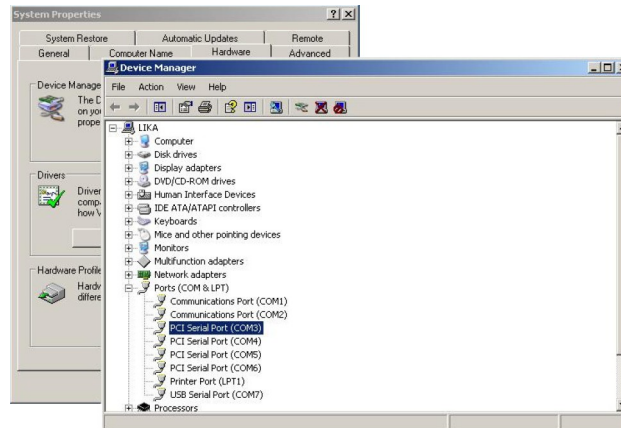 System Properties
System Restore Automatic Updates Remote
General Computer Name Hardware Advanced
Device Manage
The D
on you
prope
Drivers
Driver
comp
how V
Hardware Profile
Hardw
differe
Device Manager
File Action View Help
LIKA
Computer
Disk drives
Display adapters
DVD/CD-ROM drives
Human Interface Devices
IDE ATA/ATAPI controllers
Keyboards
Mice and other pointing devices
Monitors
Multifunction adapters
Network adapters
Ports (COM & LPT)
Communications Port (COM1)
Communications Port (COM2)
PCI Serial Port (COM3)
PCI Serial Port (COM4)
PCI Serial Port (COM5)
PCI Serial Port (COM6)
Printer Port (LPT1)
USB Serial Port (COM7)
Processors